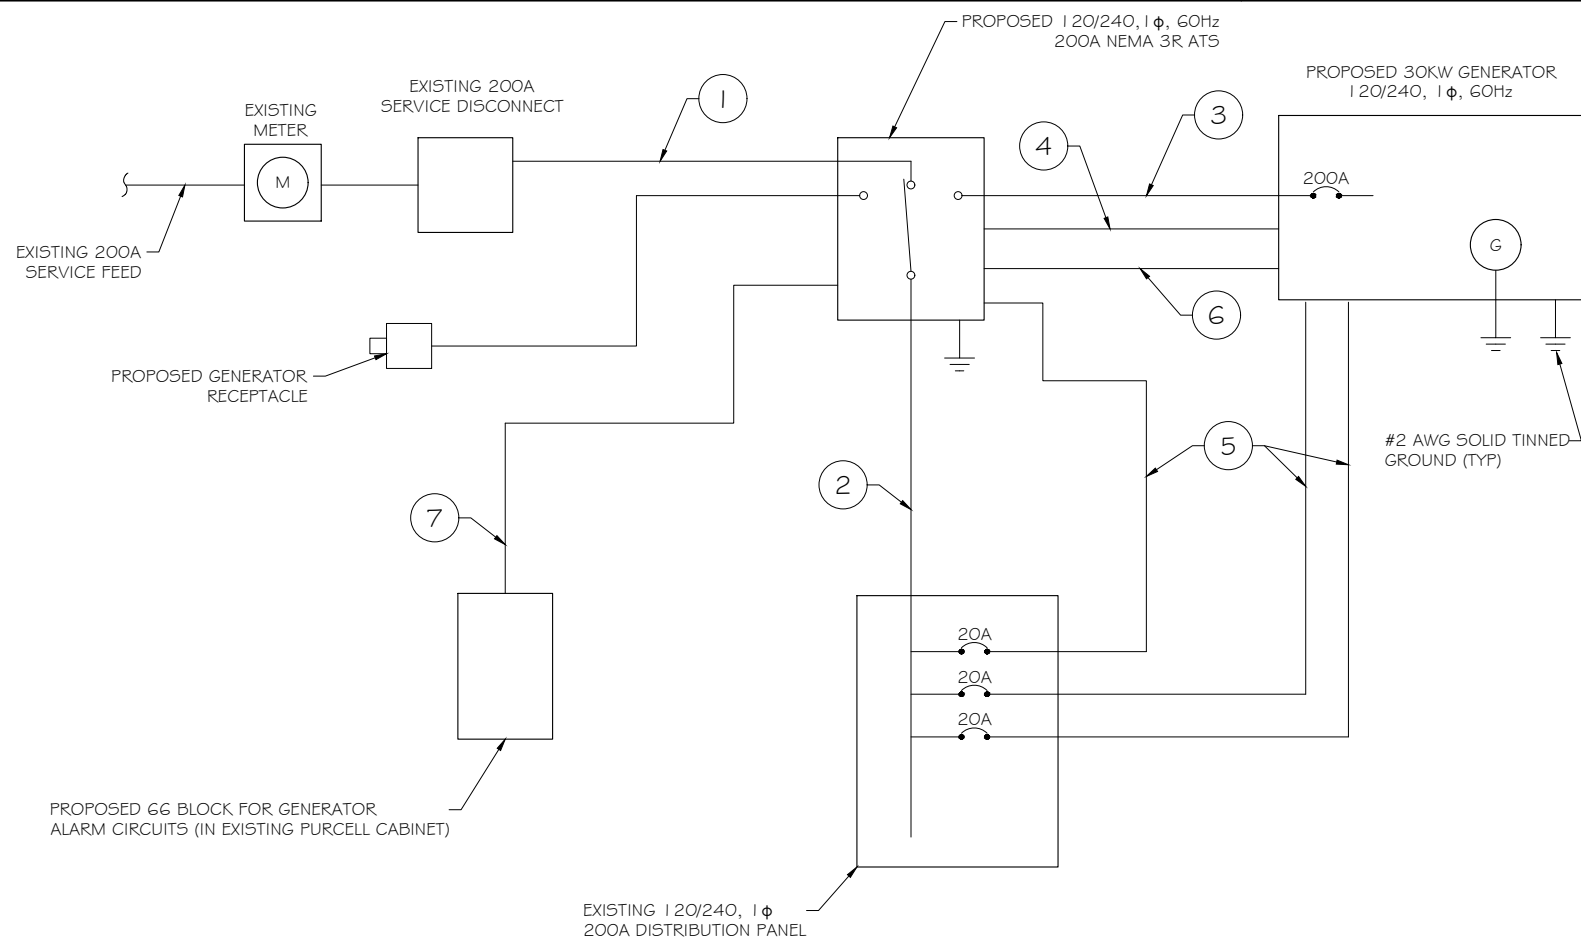 PROPOSED 120/240, 1ϕ, 60Hz
200A NEMA 3R ATS
PROPOSED 30KW GENERATOR
120/240, 1ϕ, 60Hz
EXISTING 200A
SERVICE DISCONNECT
EXISTING
METER
1
3
4
M
200A
G
EXISTING 200A
SERVICE FEED
6
PROPOSED GENERATOR
RECEPTACLE
5
#2 AWG SOLID TINNED
GROUND (TYP)
2
7
20A
20A
20A
PROPOSED 66 BLOCK FOR GENERATOR
ALARM CIRCUITS (IN EXISTING PURCELL CABINET)
EXISTING 120/240, 1ϕ
200A DISTRIBUTION PANEL